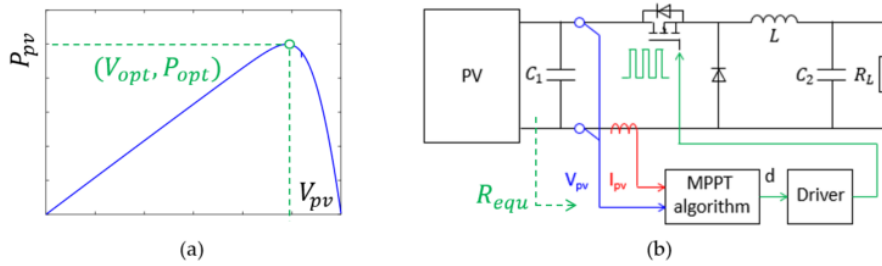 P_pv
(V_opt, P_opt)
V_pv
(a)
PV
C_1
L
C_2
R_L
V_pv
I_pv
R_equ
MPPT
algorithm
d
Driver
(b)